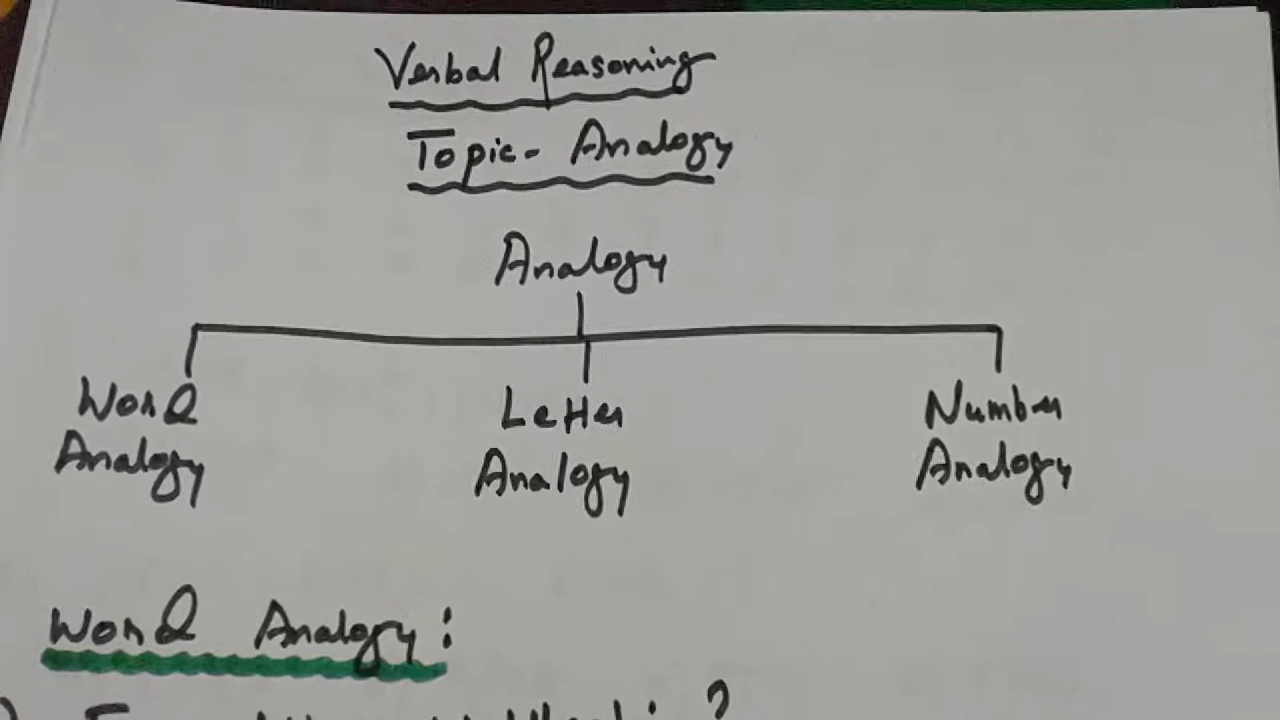 Verbal Reasoning
Topic- Analogy
Analogy
Word Analogy
Letter Analogy
Number Analogy
Word Analogy: